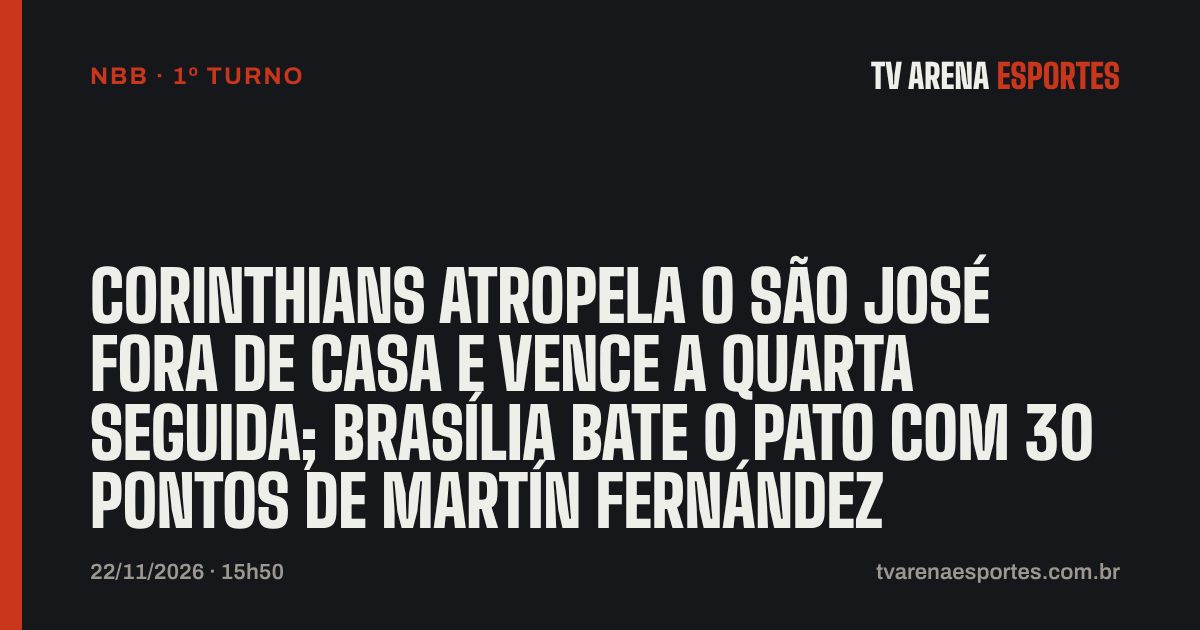 NBB · 1º TURNO
TV ARENA ESPORTES
CORINTHIANS ATROPELA O SÃO JOSÉ
FORA DE CASA E VENCE A QUARTA
SEGUIDA; BRASÍLIA BATE O PATO COM 30
PONTOS DE MARTÍN FERNÁNDEZ
22/11/2026 · 15h50
tvarenaesportes.com.br